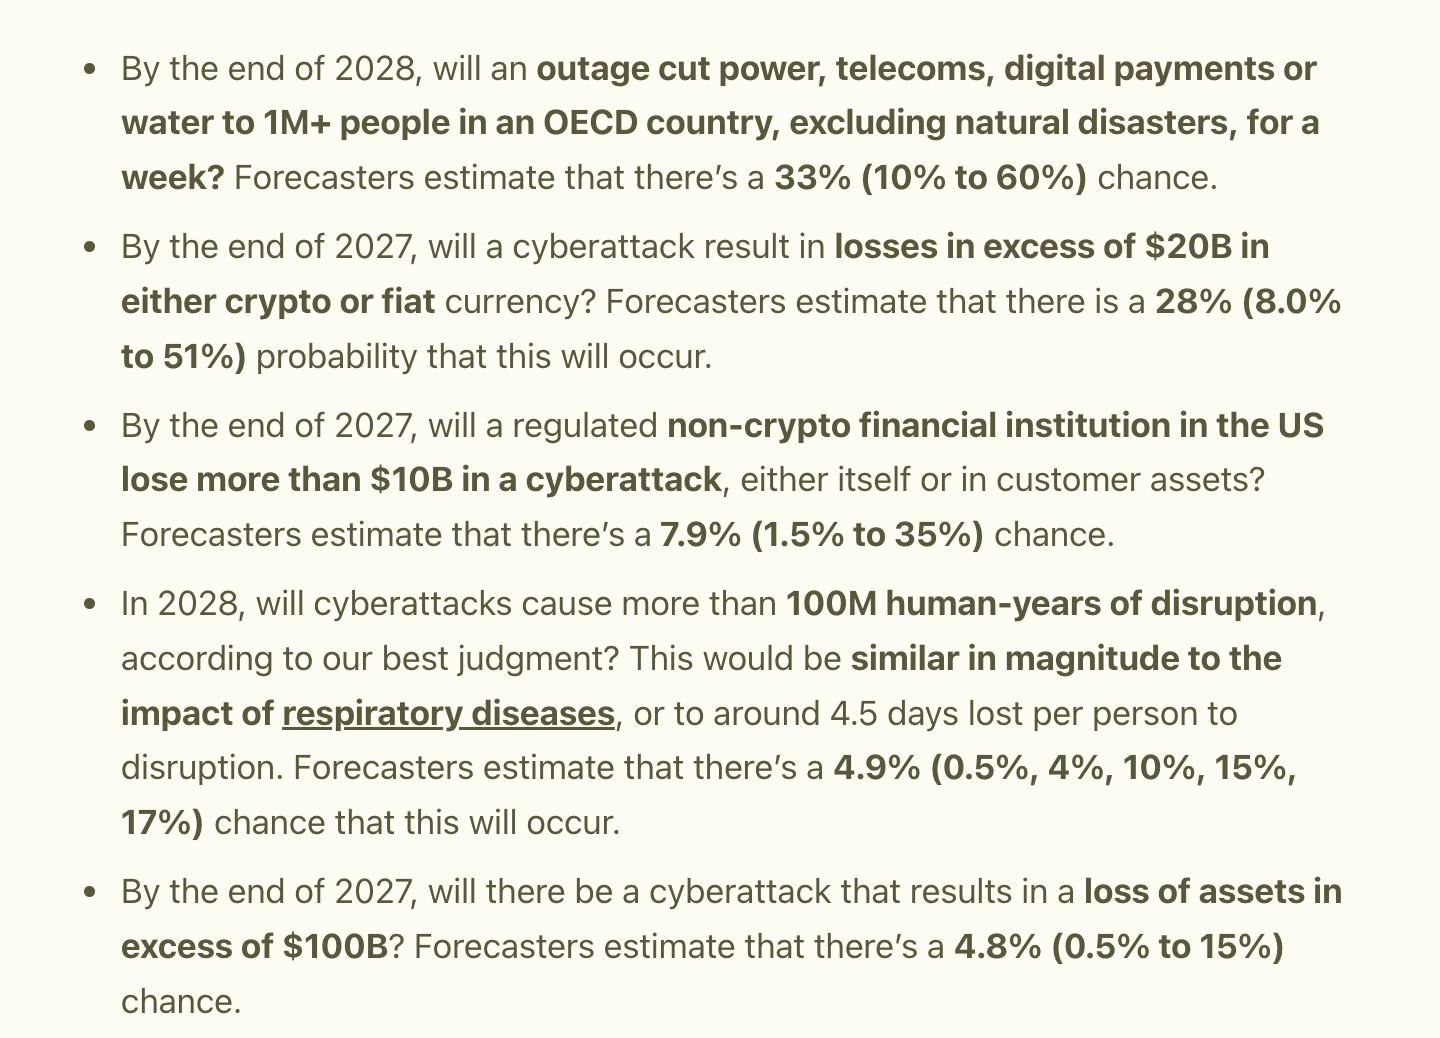 • By the end of 2028, will an outage cut power, telecoms, digital payments or
water to 1M+ people in an OECD country, excluding natural disasters, for a
week? Forecasters estimate that there’s a 33% (10% to 60%) chance.
• By the end of 2027, will a cyberattack result in losses in excess of $20B in
either crypto or fiat currency? Forecasters estimate that there is a 28% (8.0%
to 51%) probability that this will occur.
• By the end of 2027, will a regulated non-crypto financial institution in the US
lose more than $10B in a cyberattack, either itself or in customer assets?
Forecasters estimate that there’s a 7.9% (1.5% to 35%) chance.
• In 2028, will cyberattacks cause more than 100M human-years of disruption,
according to our best judgment? This would be similar in magnitude to the
impact of respiratory diseases, or to around 4.5 days lost per person to
disruption. Forecasters estimate that there’s a 4.9% (0.5%, 4%, 10%, 15%,
17%) chance that this will occur.
• By the end of 2027, will there be a cyberattack that results in a loss of assets in
excess of $100B? Forecasters estimate that there’s a 4.8% (0.5% to 15%)
chance.